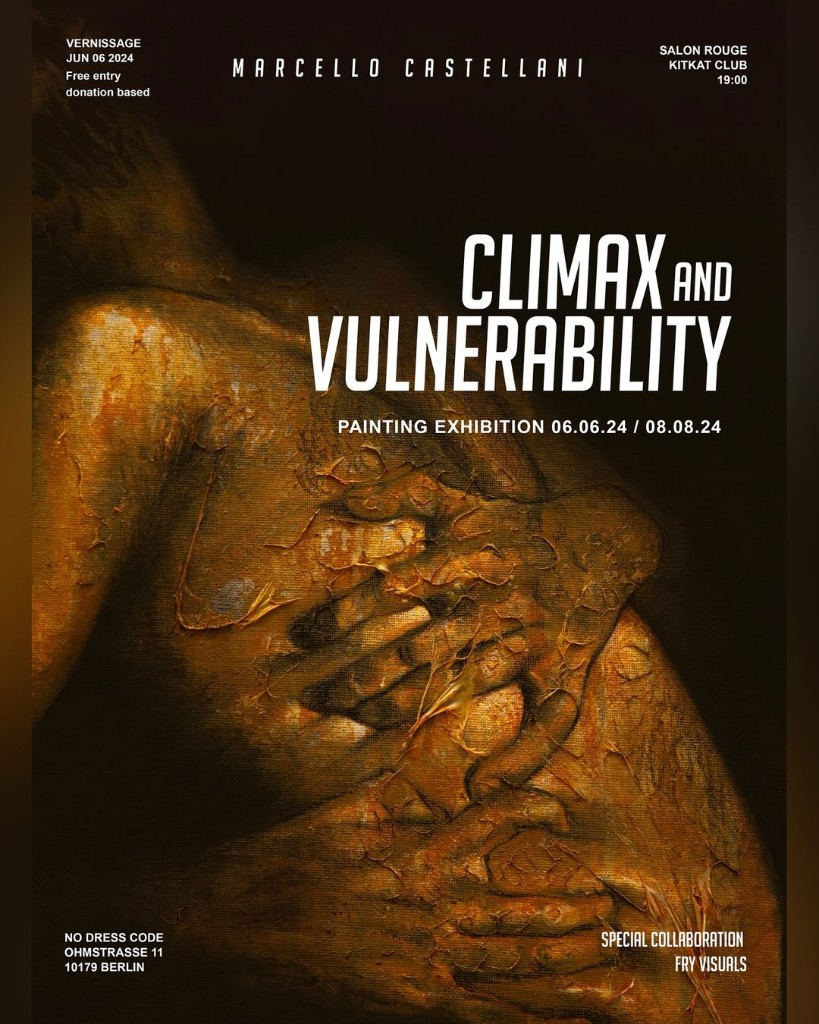 VERNISSAGE
JUN 06 2024
Free entry
donation based
MARCELLO CASTELLANI
SALON ROUGE
KITKAT CLUB
19:00
CLIMAX AND
VULNERABILITY
PAINTING EXHIBITION 06.06.24 / 08.08.24
NO DRESS CODE
OHMSTRASSE 11
10179 BERLIN
SPECIAL COLLABORATION
FRY VISUALS